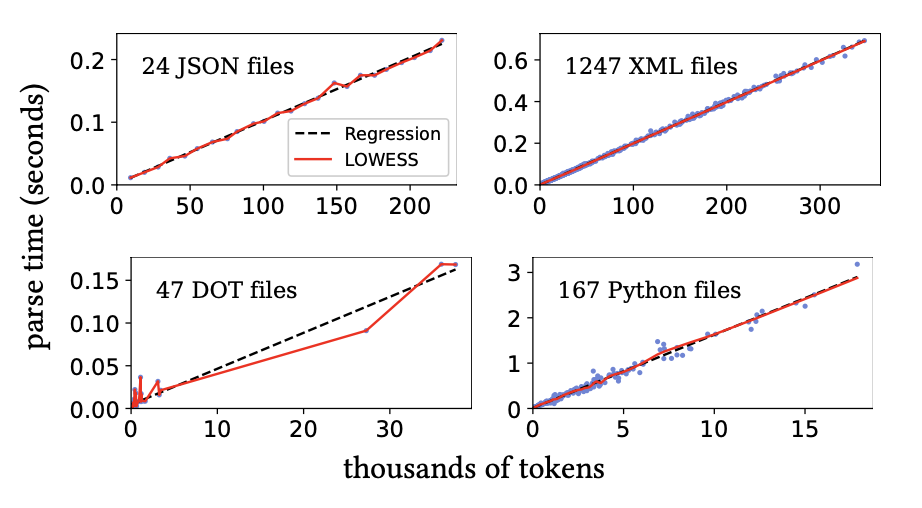 parse time (seconds)
24 JSON files
Regression
LOWESS
0.2
0.1
0.0
0 50 100 150 200
1247 XML files
0.6
0.4
0.2
0.0
0 100 200 300
47 DOT files
0.15
0.10
0.05
0.00
0 10 20 30
167 Python files
3
2
1
0
0 5 10 15
thousands of tokens